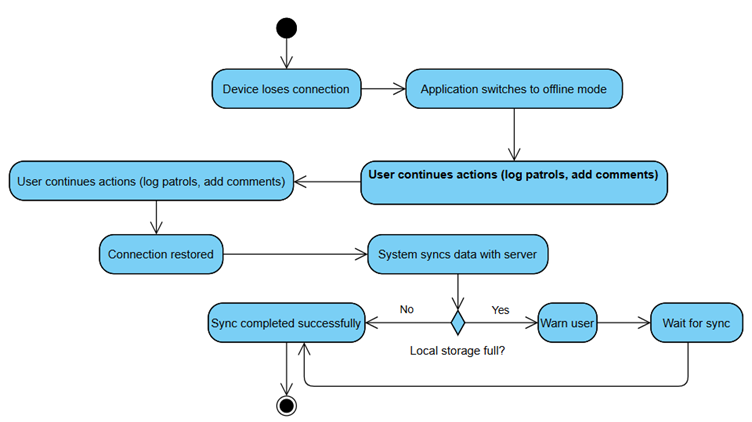 Device loses connection
Application switches to offline mode
User continues actions (log patrols, add comments)
User continues actions (log patrols, add comments)
Connection restored
System syncs data with server
No
Yes
Sync completed successfully
Warn user
Wait for sync
Local storage full?